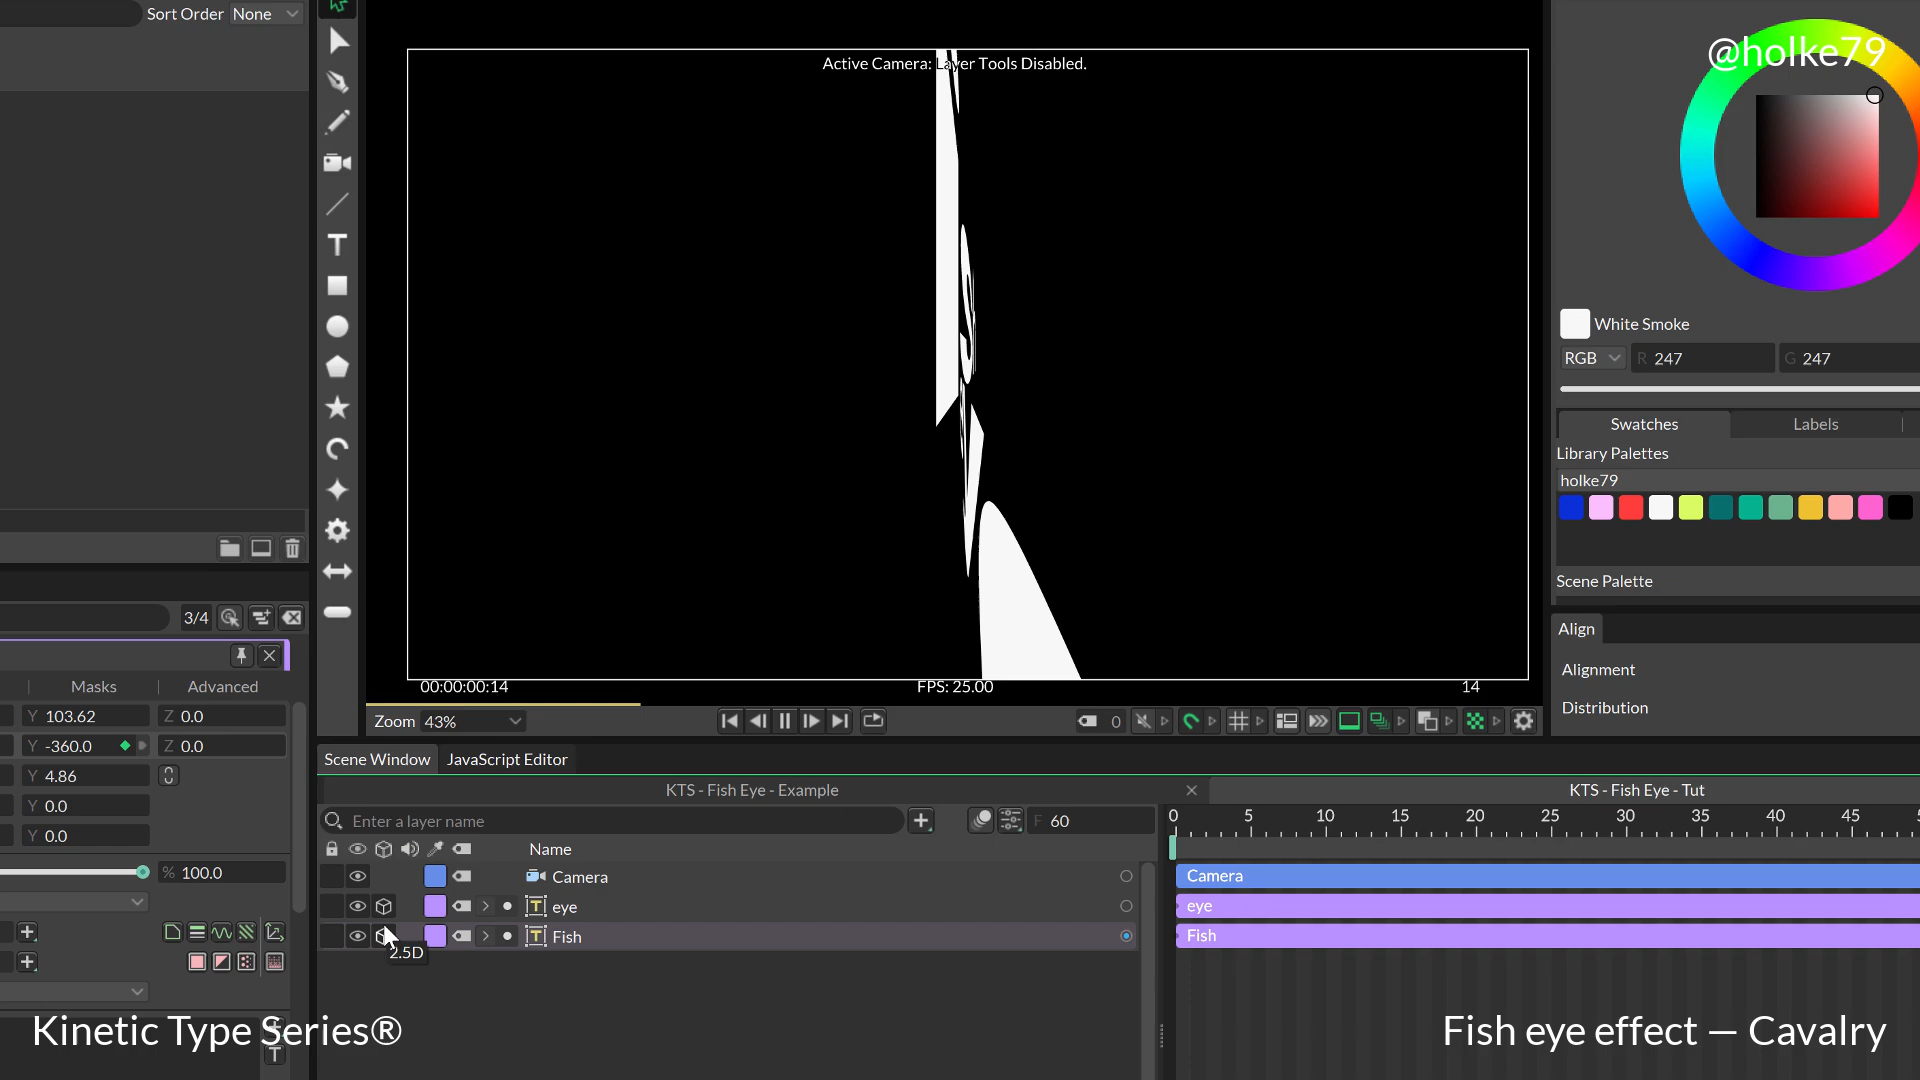 Sort Order None
@holke79
Active Camera: Layer Tools Disabled.
White Smoke
RGB R 247 G 247
Swatches Labels
Library Palettes
holke79
Scene Palette
3/4
Align
Masks Advanced
Alignment
00:00:00:14 FPS: 25.00 14
Y 103.62 Z 0.0
Distribution
Zoom 43% 0
Y -360.0 Z 0.0
Scene Window JavaScript Editor
Y 4.86
KTS - Fish Eye - Example KTS - Fish Eye - Tut
Y 0.0
Enter a layer name F 60 0 5 10 15 20 25 30 35 40 45
Y 0.0
Name
% 100.0 Camera Camera
eye eye
Fish Fish
2.5D
Kinetic Type Series® Fish eye effect — Cavalry
T